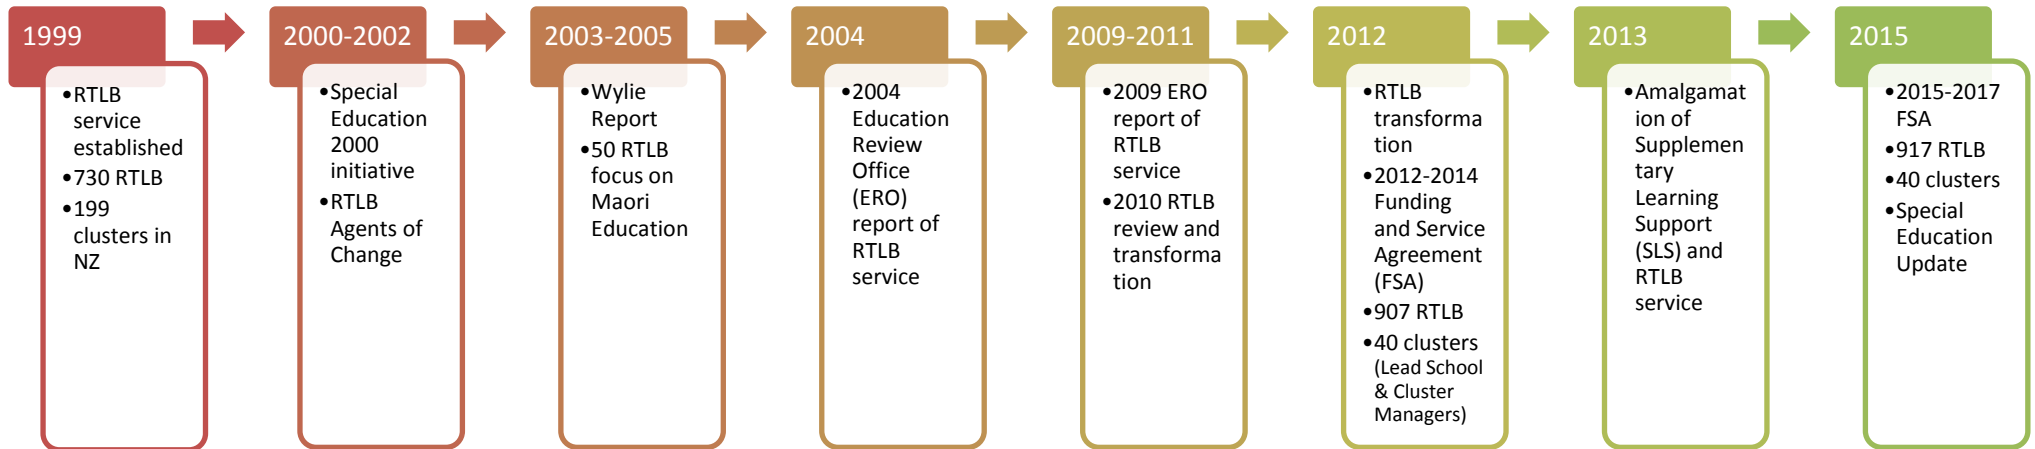 1999
•RTLB
service
established
•730 RTLB
•199
clusters in
NZ
2000-2002
•Special
Education
2000
initiative
•RTLB
Agents of
Change
2003-2005
•Wylie
Report
•50 RTLB
focus on
Maori
Education
2004
•2004
Education
Review
Office
(ERO)
report of
RTLB
service
2009-2011
•2009 ERO
report of
RTLB
service
•2010 RTLB
review and
transforma
tion
2012
•RTLB
transforma
tion
•2012-2014
Funding
and Service
Agreement
(FSA)
•907 RTLB
•40 clusters
(Lead School
& Cluster
Managers)
2013
•Amalgamat
ion of
Supplemen
tary
Learning
Support
(SLS) and
RTLB
service
2015
•2015-2017
FSA
•917 RTLB
•40 clusters
•Special
Education
Update